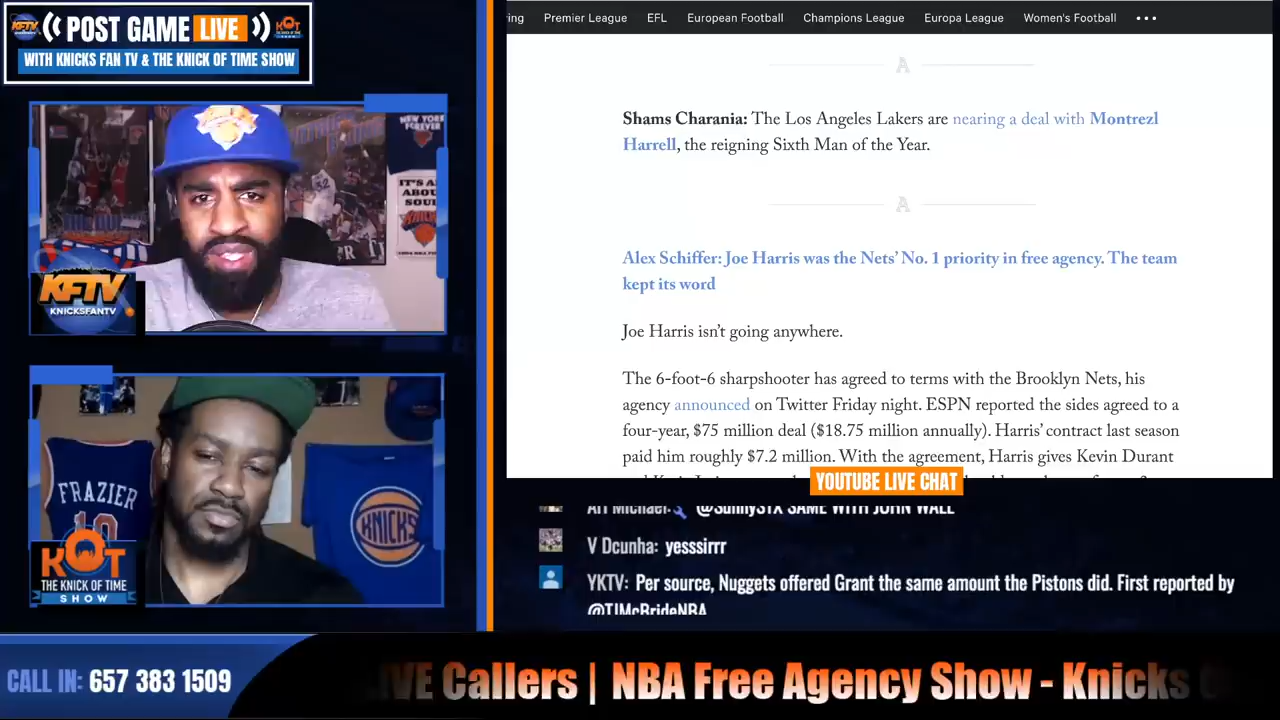 KFTV
POST GAME LIVE
KOT
WITH KNICKS FAN TV & THE KNICK OF TIME SHOW
NEW YORK
FOREVER
IT'S A
ABOU
SOUL
KNICKS
KFTV
KNICKSFANTV
FRAZIER
10
KNICKS
KOT
THE KNICK OF TIME
SHOW
ing Premier League EFL European Football Champions League Europa League Women's Football •••
Shams Charania: The Los Angeles Lakers are nearing a deal with Montrezl
Harrell, the reigning Sixth Man of the Year.
Alex Schiffer: Joe Harris was the Nets' No. 1 priority in free agency. The team
kept its word
Joe Harris isn't going anywhere.
The 6-foot-6 sharpshooter has agreed to terms with the Brooklyn Nets, his
agency announced on Twitter Friday night. ESPN reported the sides agreed to a
four-year, $75 million deal ($18.75 million annually). Harris' contract last season
paid him roughly $7.2 million. With the agreement, Harris gives Kevin Durant
YOUTUBE LIVE CHAT
Michael: @SunnySTX SAME WITH JOHN WALL
V Dcunha: yesssirrr
YKTV: Per source, Nuggets offered Grant the same amount the Pistons did. First reported by
@TJMcBrideNBA
CALL IN: 657 383 1509
IVE Callers | NBA Free Agency Show - Knicks